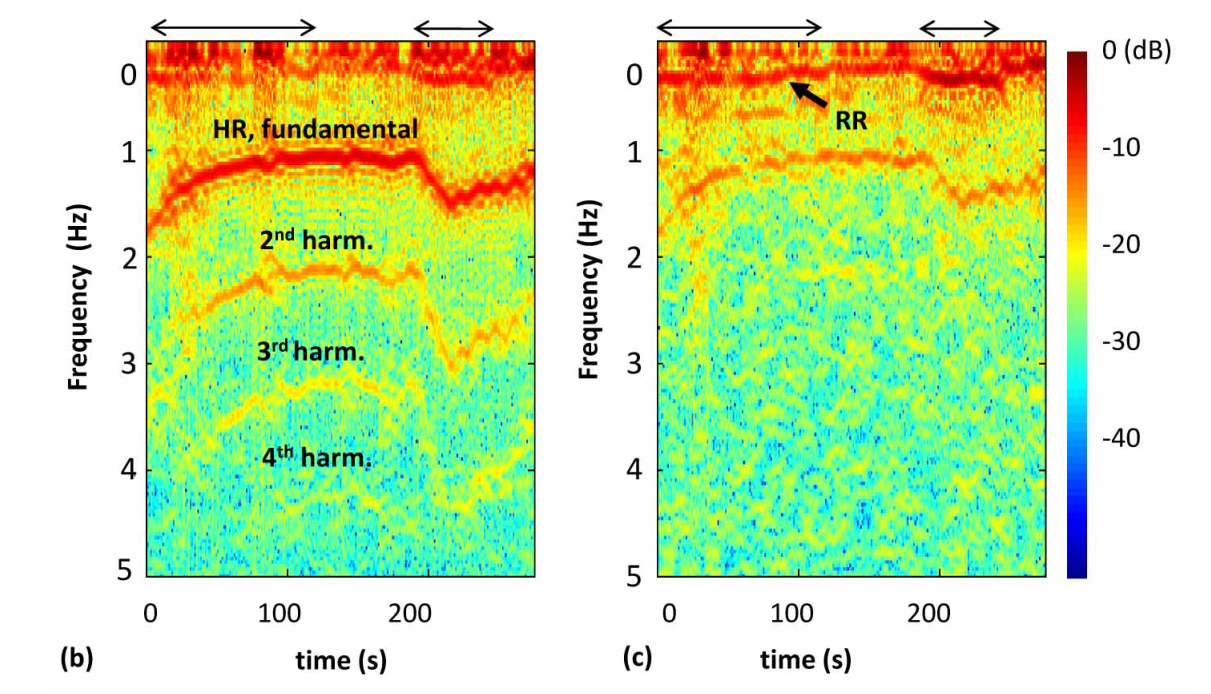 0
1
2
3
4
5
Frequency (Hz)
HR, fundamental
2nd harm.
3rd harm.
4th harm.
0
100
200
time (s)
(b)
0
1
2
3
4
5
Frequency (Hz)
RR
0
100
200
time (s)
(c)
0 (dB)
-10
-20
-30
-40